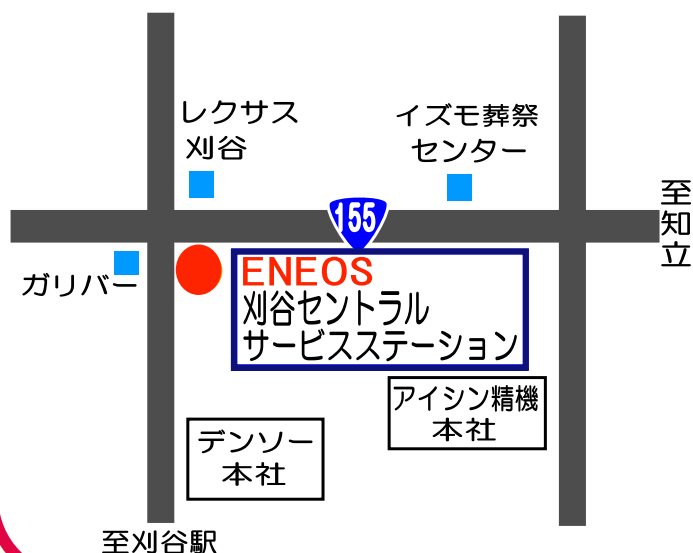 レクサス
刈谷
イズモ葬祭
センター
155
至
知
立
ガリバー
ENEOS
刈谷セントラル
サービスステーション
アイシン精機
本社
デンソー
本社
至刈谷駅